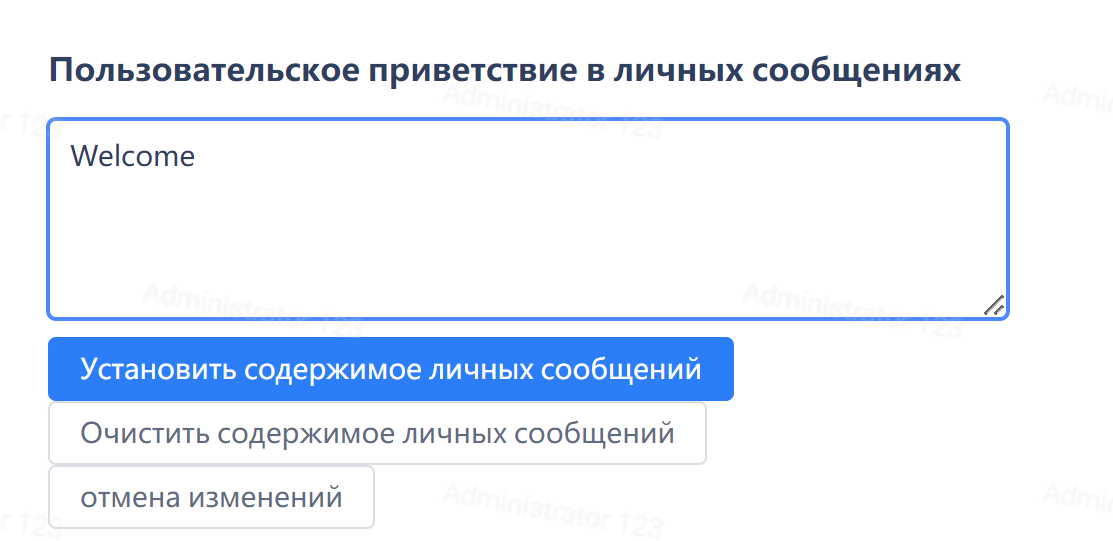 Пользовательское приветствие в личных сообщениях
Administrator 123
Admin
r 123
Welcome
Administrator 123
Administrator 123
Установить содержимое личных сообщений
Очистить содержимое личных сообщений
отмена изменений
Administrator 123
Admin
r 123